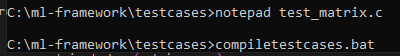 C:\ml-framework\testcases>notepad test_matrix.c
C:\ml-framework\testcases>compiletestcases.bat